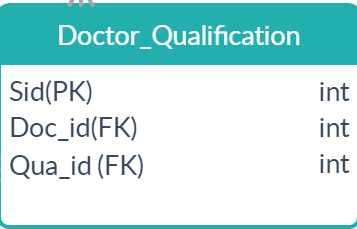 Doctor_Qualification
Sid(PK) int
Doc_id(FK) int
Qua_id (FK) int